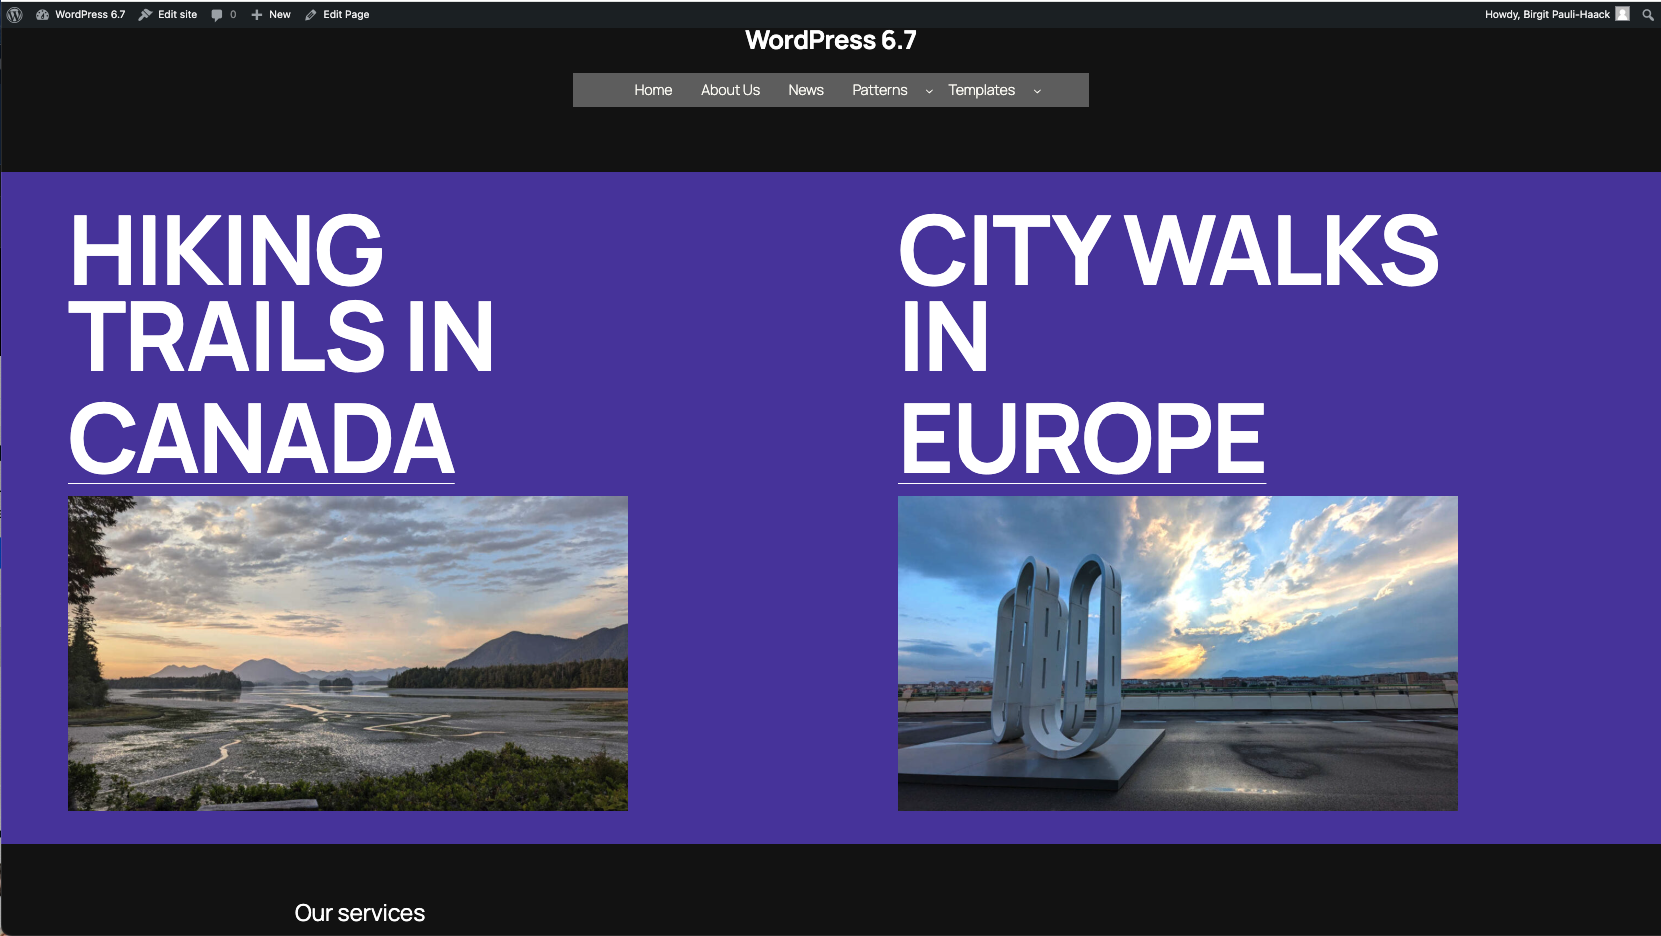 WordPress 6.7 Edit site 0 New Edit Page Howdy, Birgit Pauli-Haack
WordPress 6.7
Home About Us News Patterns Templates
HIKING
TRAILS IN
CANADA
CITY WALKS
IN
EUROPE
Our services